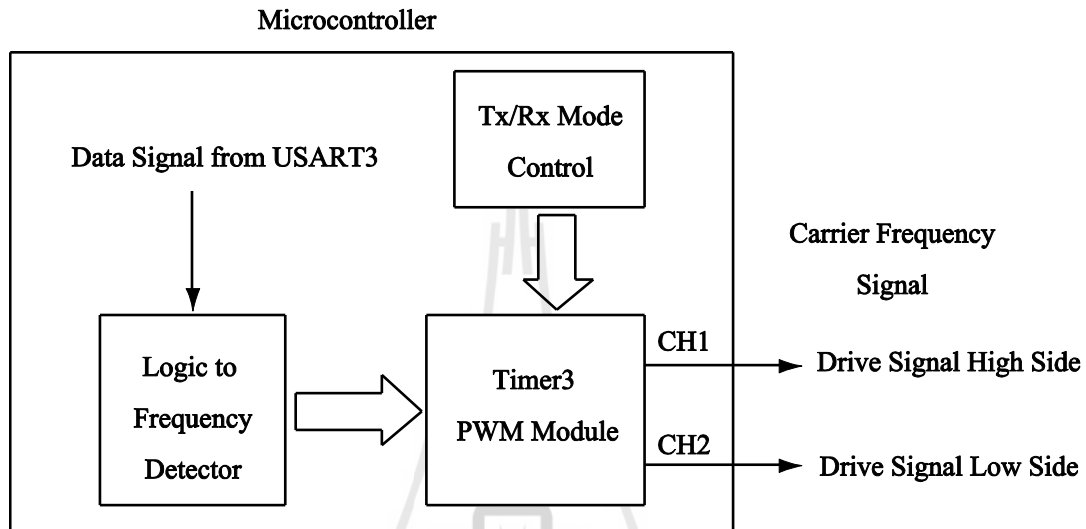 Microcontroller
Tx/Rx Mode
Control
Data Signal from USART3
Carrier Frequency
Signal
Logic to
Frequency
Detector
Timer3
PWM Module
CH1
Drive Signal High Side
CH2
Drive Signal Low Side